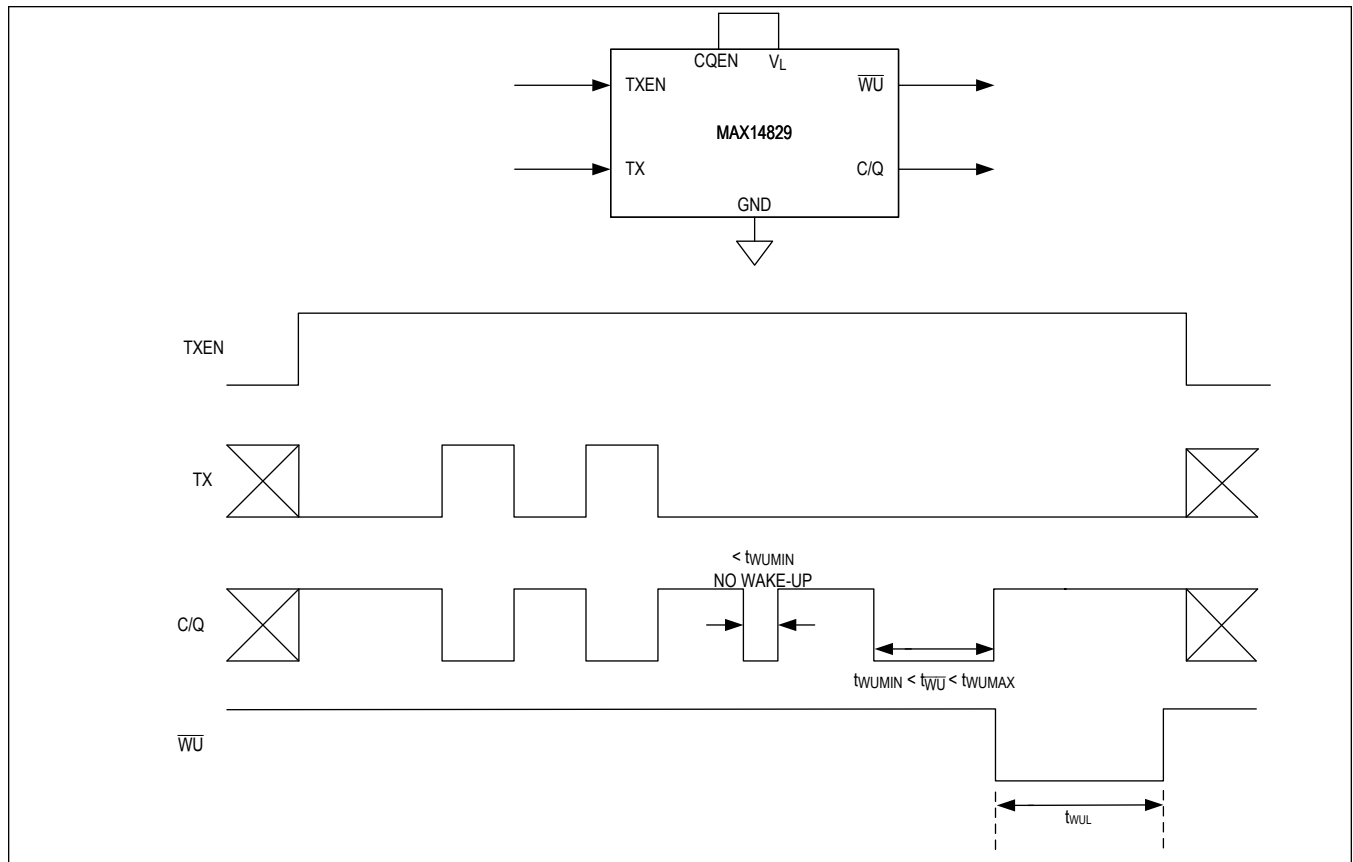 CQEN VL
TXEN WU
MAX14829
TX C/Q
GND
TXEN
TX
< tWUMIN
NO WAKE-UP
C/Q
tWUMIN < tWU < tWUMAX
WU
tWUL